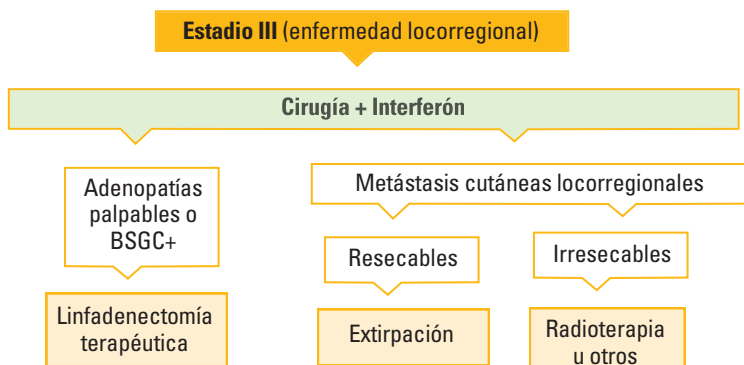 Estadio III (enfermedad locorregional)
Cirugía + Interferón
Adenopatías
palpables o
BSGC+
Metástasis cutáneas locorregionales
Resecables
Irresecables
Linfadenectomía
terapéutica
Extirpación
Radioterapia
u otros